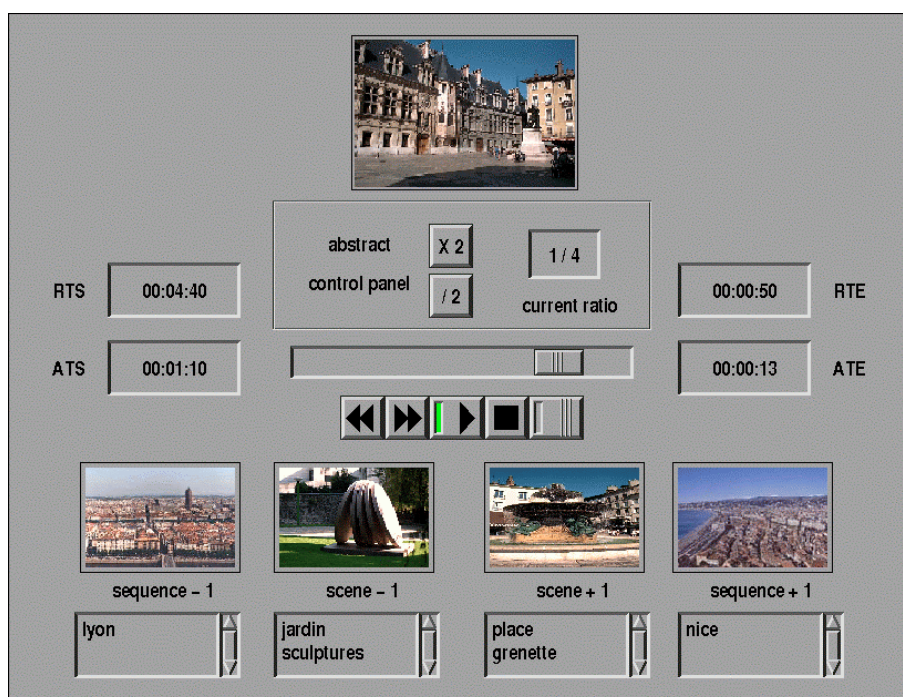 abstract
X 2
1 / 4
control panel
/ 2
current ratio
RTS
00:04:40
00:00:50
RTE
ATS
00:01:10
00:00:13
ATE
sequence – 1
scene – 1
scene + 1
sequence + 1
lyon
jardin
sculptures
place
grenette
nice